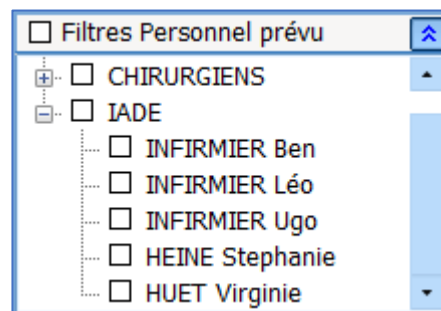 Filtres Personnel prévu
CHIRURGIENS
IADE
INFIRMIER Ben
INFIRMIER Léo
INFIRMIER Ugo
HEINE Stephanie
HUET Virginie